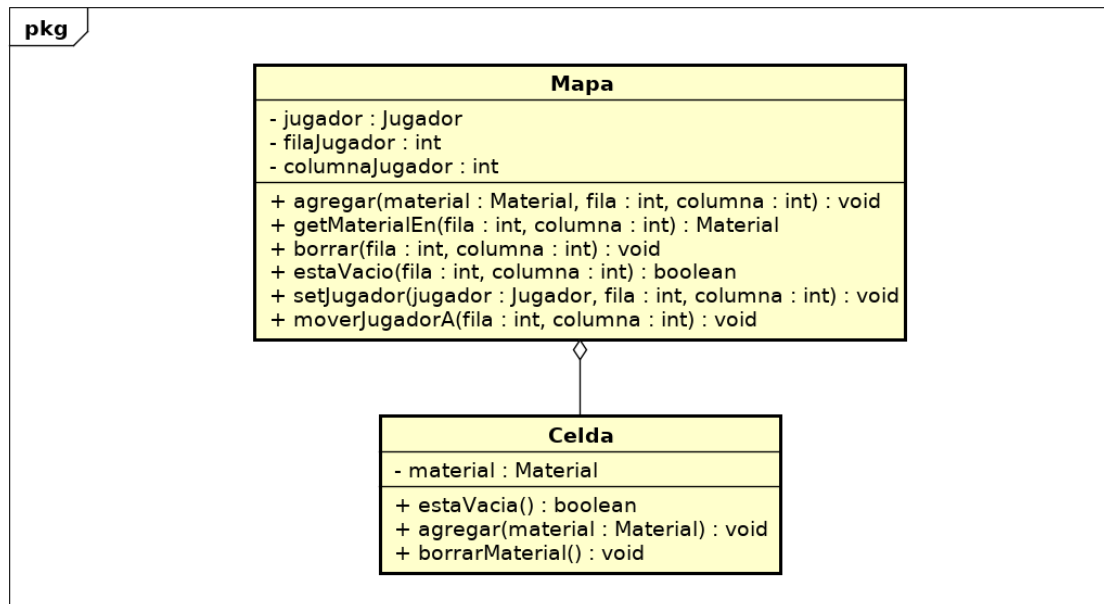 pkg
Mapa
- jugador : Jugador
- filaJugador : int
- columnaJugador : int
+ agregar(material : Material, fila : int, columna : int) : void
+ getMaterialEn(fila : int, columna : int) : Material
+ borrar(fila : int, columna : int) : void
+ estaVacio(fila : int, columna : int) : boolean
+ setJugador(jugador : Jugador, fila : int, columna : int) : void
+ moverJugadorA(fila : int, columna : int) : void
Celda
- material : Material
+ estaVacia() : boolean
+ agregar(material : Material) : void
+ borrarMaterial() : void